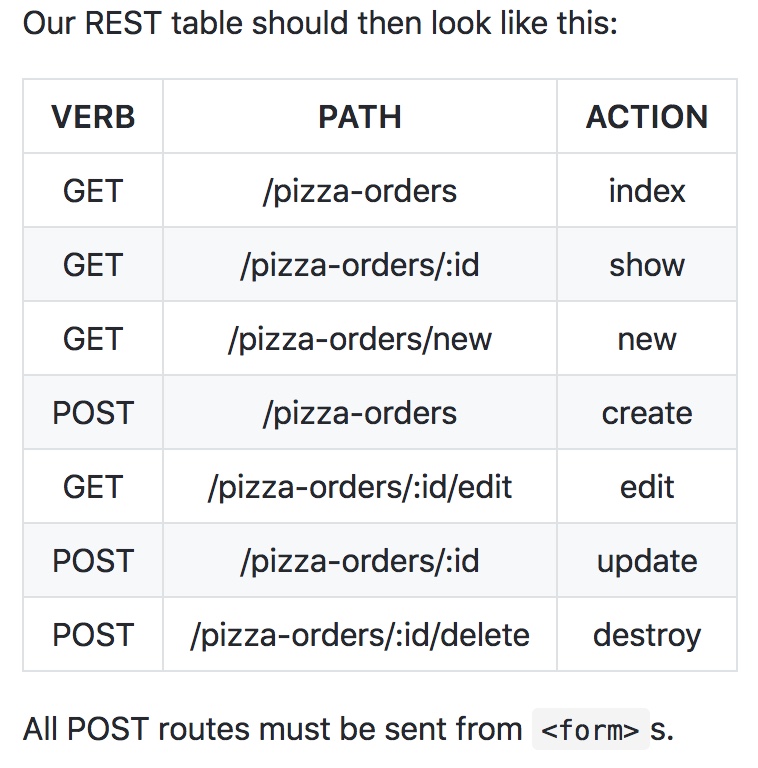 Our REST table should then look like this:
VERB PATH ACTION
GET /pizza-orders index
GET /pizza-orders/:id show
GET /pizza-orders/new new
POST /pizza-orders create
GET /pizza-orders/:id/edit edit
POST /pizza-orders/:id update
POST /pizza-orders/:id/delete destroy
All POST routes must be sent from <form>s.